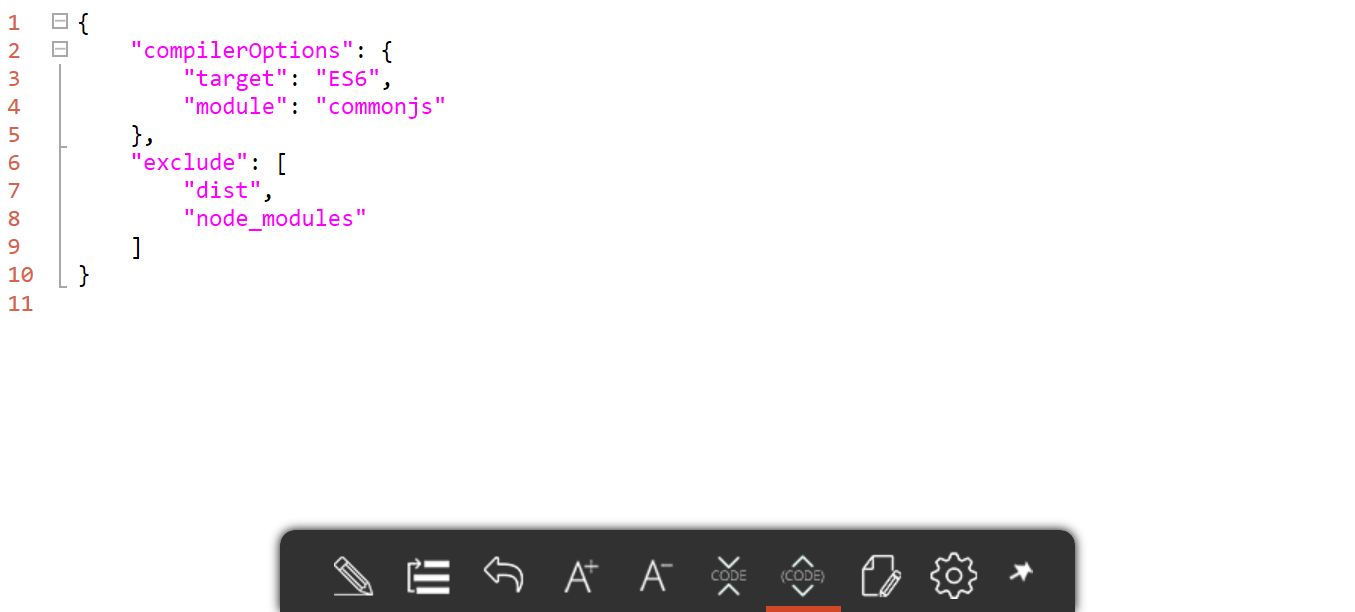 1 {
2     "compilerOptions": {
3         "target": "ES6",
4         "module": "commonjs"
5     },
6     "exclude": [
7         "dist",
8         "node_modules"
9     ]
10 }
11
A+ A- CODE (CODE)